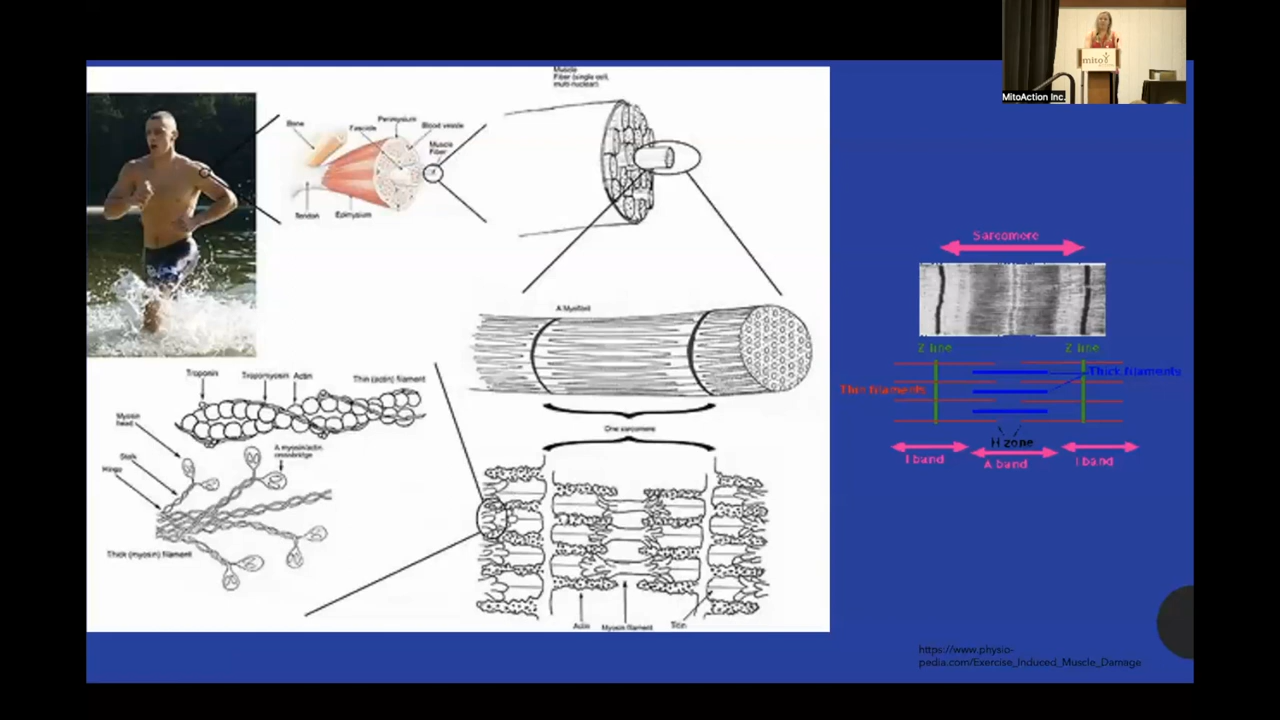 mito
MitoAction Inc.
Muscle
Fiber (single cell,
multi-nuclear)
Bone
Perimysium
Fascicle
Blood vessel
Muscle
Fiber
Tendon
Epimysium
Sarcomere
A Myofibril
Z line
Z line
Thick filaments
Thin filaments
H zone
I band
A band
I band
Troponin
Tropomyosin
Actin
Thin (actin) filament
Myosin
head
A myosin/actin
crossbridge
Stalk
Hinge
Thick (myosin) filament
One sarcomere
Actin
Myosin filament
Titin
https://www.physio-
pedia.com/Exercise_Induced_Muscle_Damage